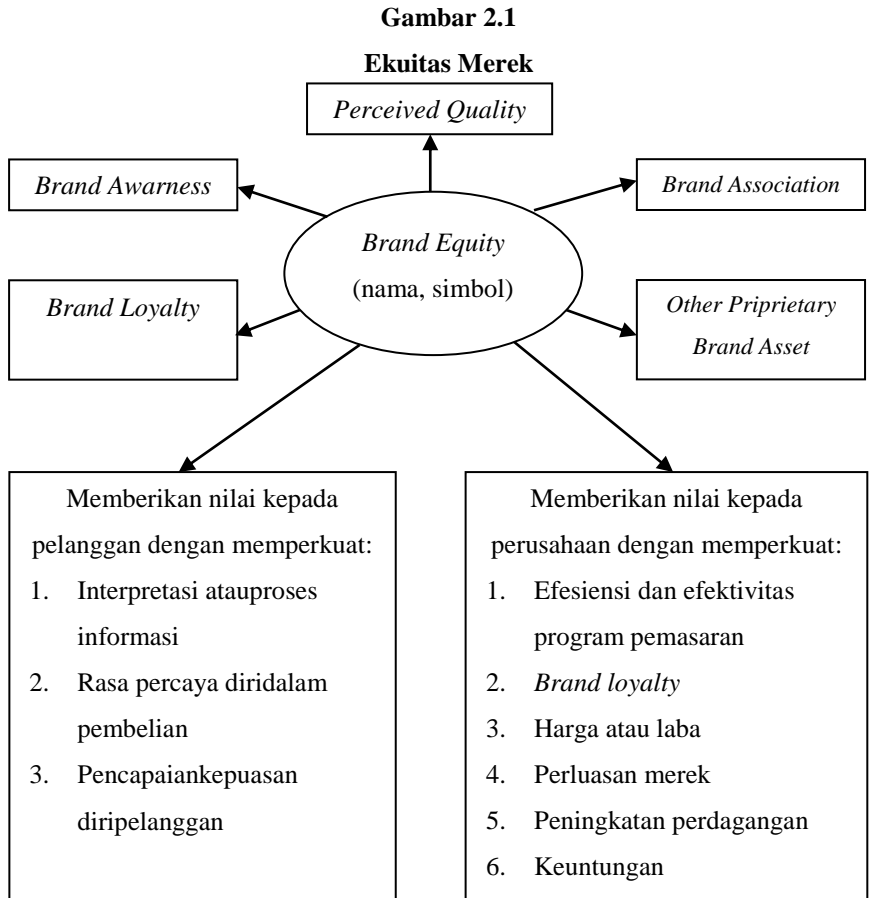 Gambar 2.1
Ekuitas Merek
Perceived Quality
Brand Awarness
Brand Association
Brand Equity
(nama, simbol)
Brand Loyalty
Other Priprietary
Brand Asset
Memberikan nilai kepada
pelanggan dengan memperkuat:
1. Interpretasi atauproses
informasi
2. Rasa percaya diridalam
pembelian
3. Pencapaiankepuasan
diripelanggan
Memberikan nilai kepada
perusahaan dengan memperkuat:
1. Efesiensi dan efektivitas
program pemasaran
2. Brand loyalty
3. Harga atau laba
4. Perluasan merek
5. Peningkatan perdagangan
6. Keuntungan